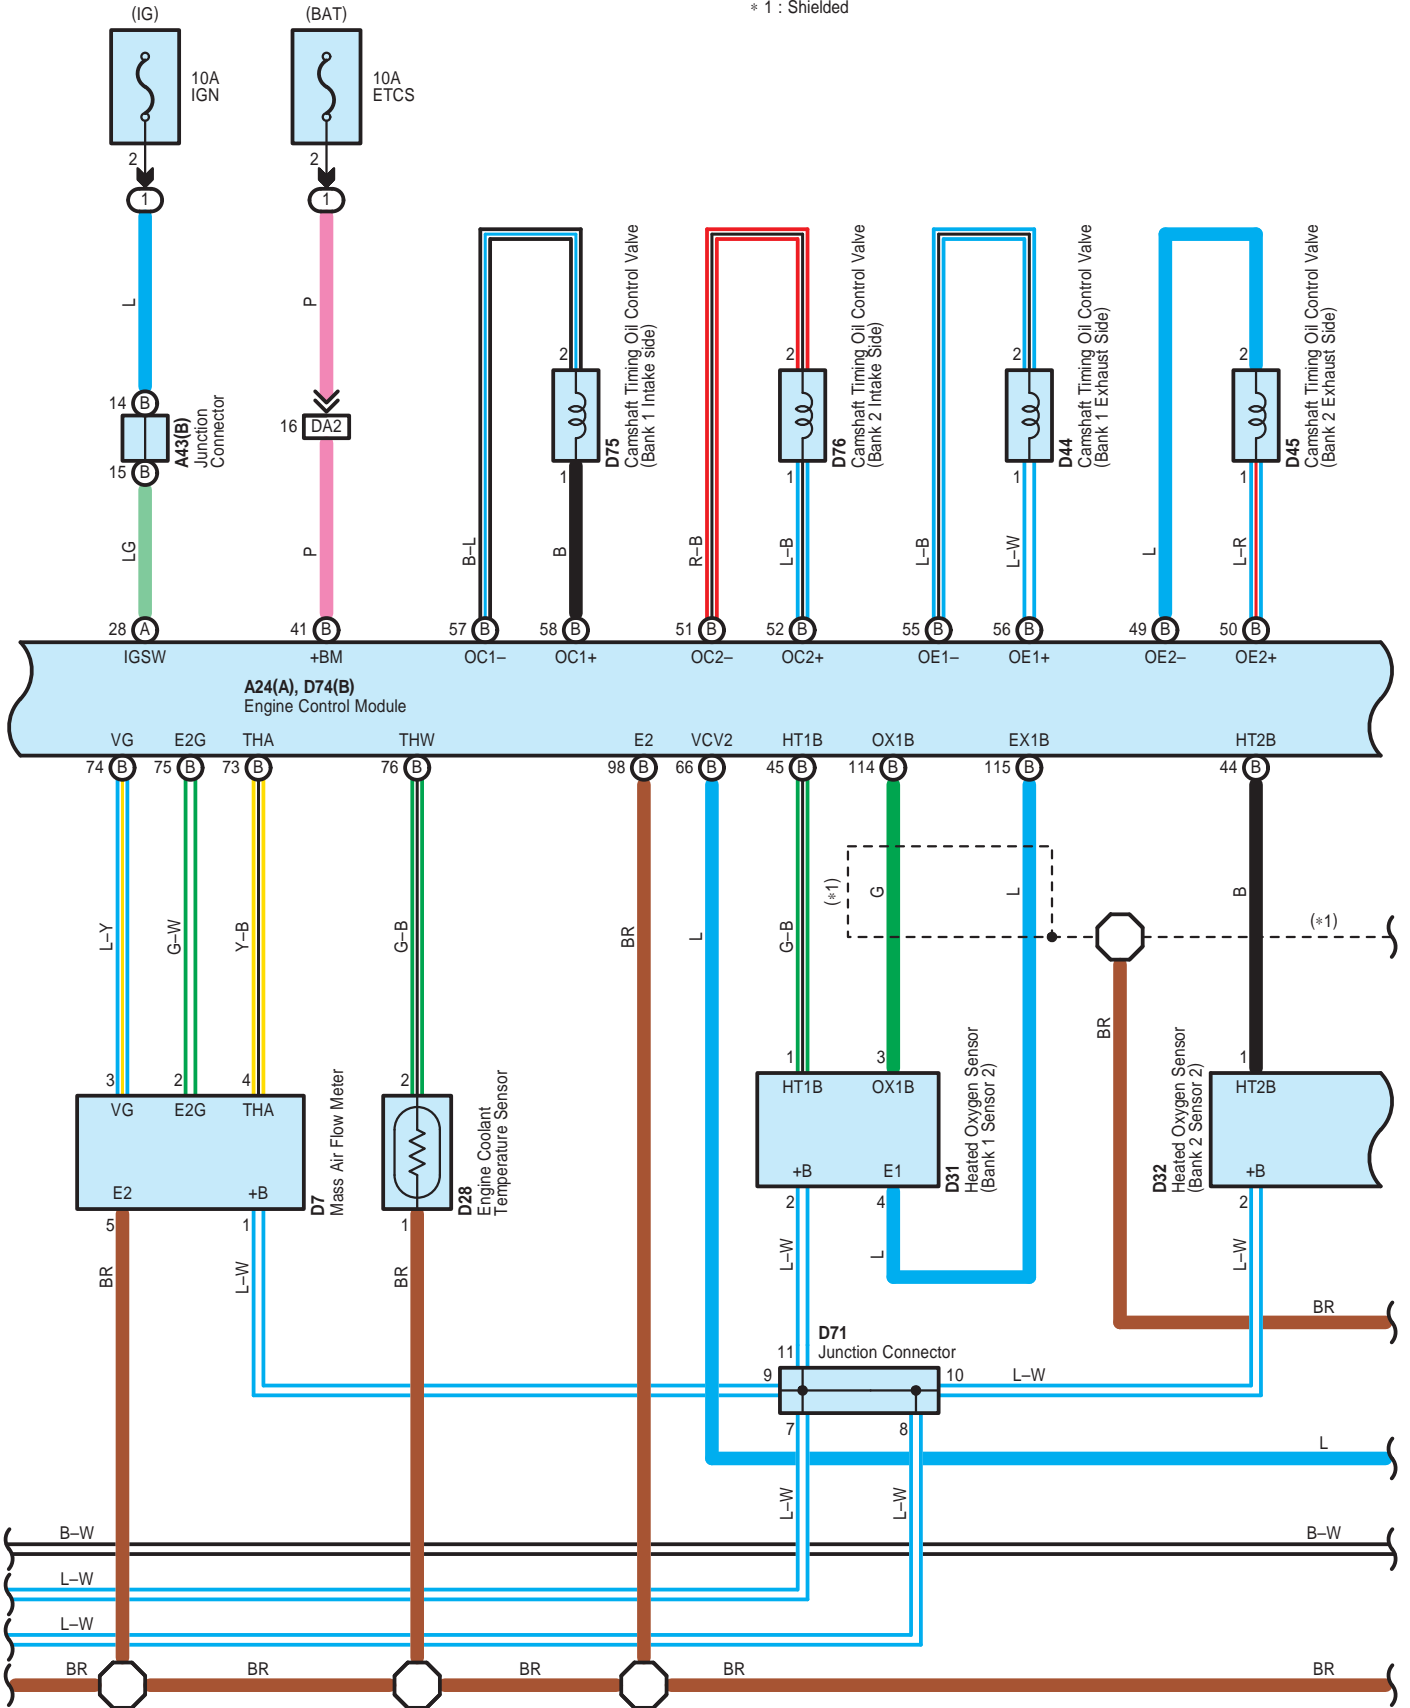 (IG)
(BAT)
* 1 : Shielded
10A
IGN
10A
ETCS
2
2
1
1
L
P
14 B
A43(B)
Junction
Connector
15 B
16 DA2
LG
P
2
D75
Camshaft Timing Oil Control Valve
(Bank 1 Intake side)
1
B–L
B
2
D76
Camshaft Timing Oil Control Valve
(Bank 2 Intake Side)
1
R–B
L–B
2
D44
Camshaft Timing Oil Control Valve
(Bank 1 Exhaust Side)
1
L–B
L–W
2
D45
Camshaft Timing Oil Control Valve
(Bank 2 Exhaust Side)
1
L
L–R
28 A
41 B
57 B
58 B
51 B
52 B
55 B
56 B
49 B
50 B
IGSW
+BM
OC1–
OC1+
OC2–
OC2+
OE1–
OE1+
OE2–
OE2+
A24(A), D74(B)
Engine Control Module
VG
E2G
THA
THW
E2
VCV2
HT1B
OX1B
EX1B
HT2B
74 B
75 B
73 B
76 B
98 B
66 B
45 B
114 B
115 B
44 B
L–Y
G–W
Y–B
G–B
BR
L
G–B
(*1)
G
L
B
(*1)
BR
3
2
4
VG
E2G
THA
E2
+B
5
1
D7
Mass Air Flow Meter
2
1
D28
Engine Coolant
Temperature Sensor
1
3
HT1B
OX1B
+B
E1
2
4
D31
Heated Oxygen Sensor
(Bank 1 Sensor 2)
1
HT2B
+B
2
D32
Heated Oxygen Sensor
(Bank 2 Sensor 2)
BR
L–W
BR
L–W
L
L–W
BR
D71
Junction Connector
11
9
10
L–W
7
8
L
L–W
L–W
B–W
B–W
L–W
L–W
BR
BR
BR
BR
BR